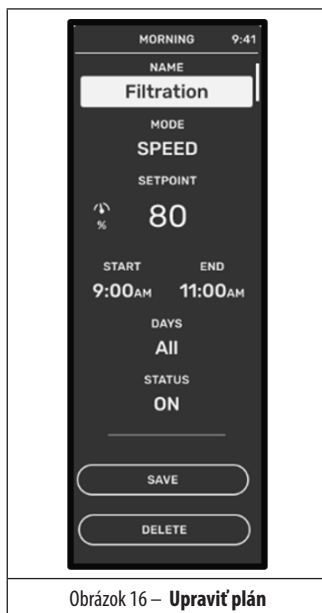 MORNING 9:41
NAME
Filtration
MODE
SPEED
SETPOINT
% 80
START END
9:00AM 11:00AM
DAYS
All
STATUS
ON
SAVE
DELETE
Obrázok 16 – Upraviť plán